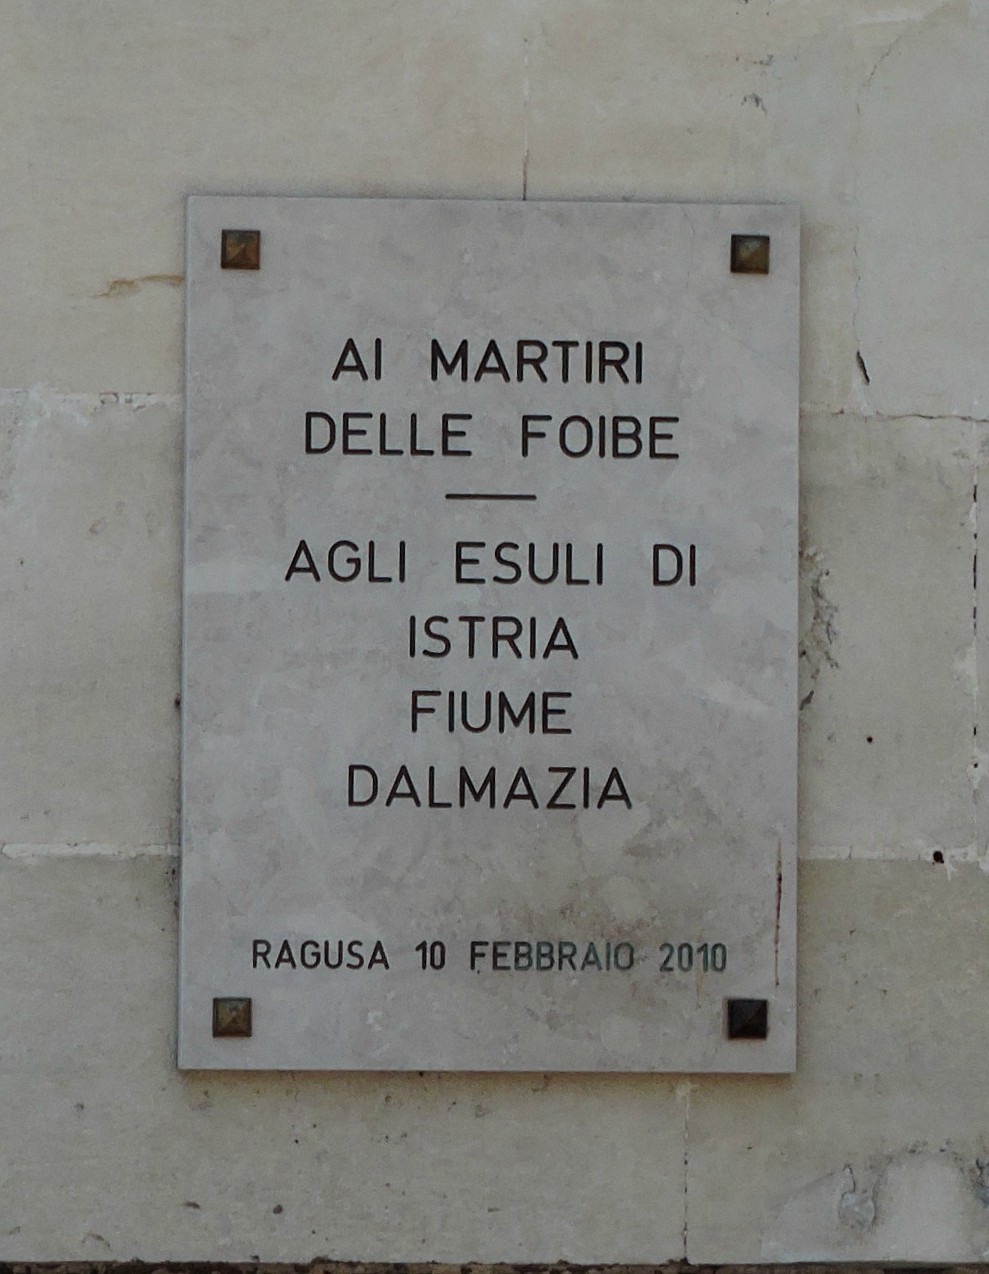 AI MARTIRI
DELLE FOIBE
AGLI ESULI DI
ISTRIA
FIUME
DALMAZIA
RAGUSA 10 FEBBRAIO 2010